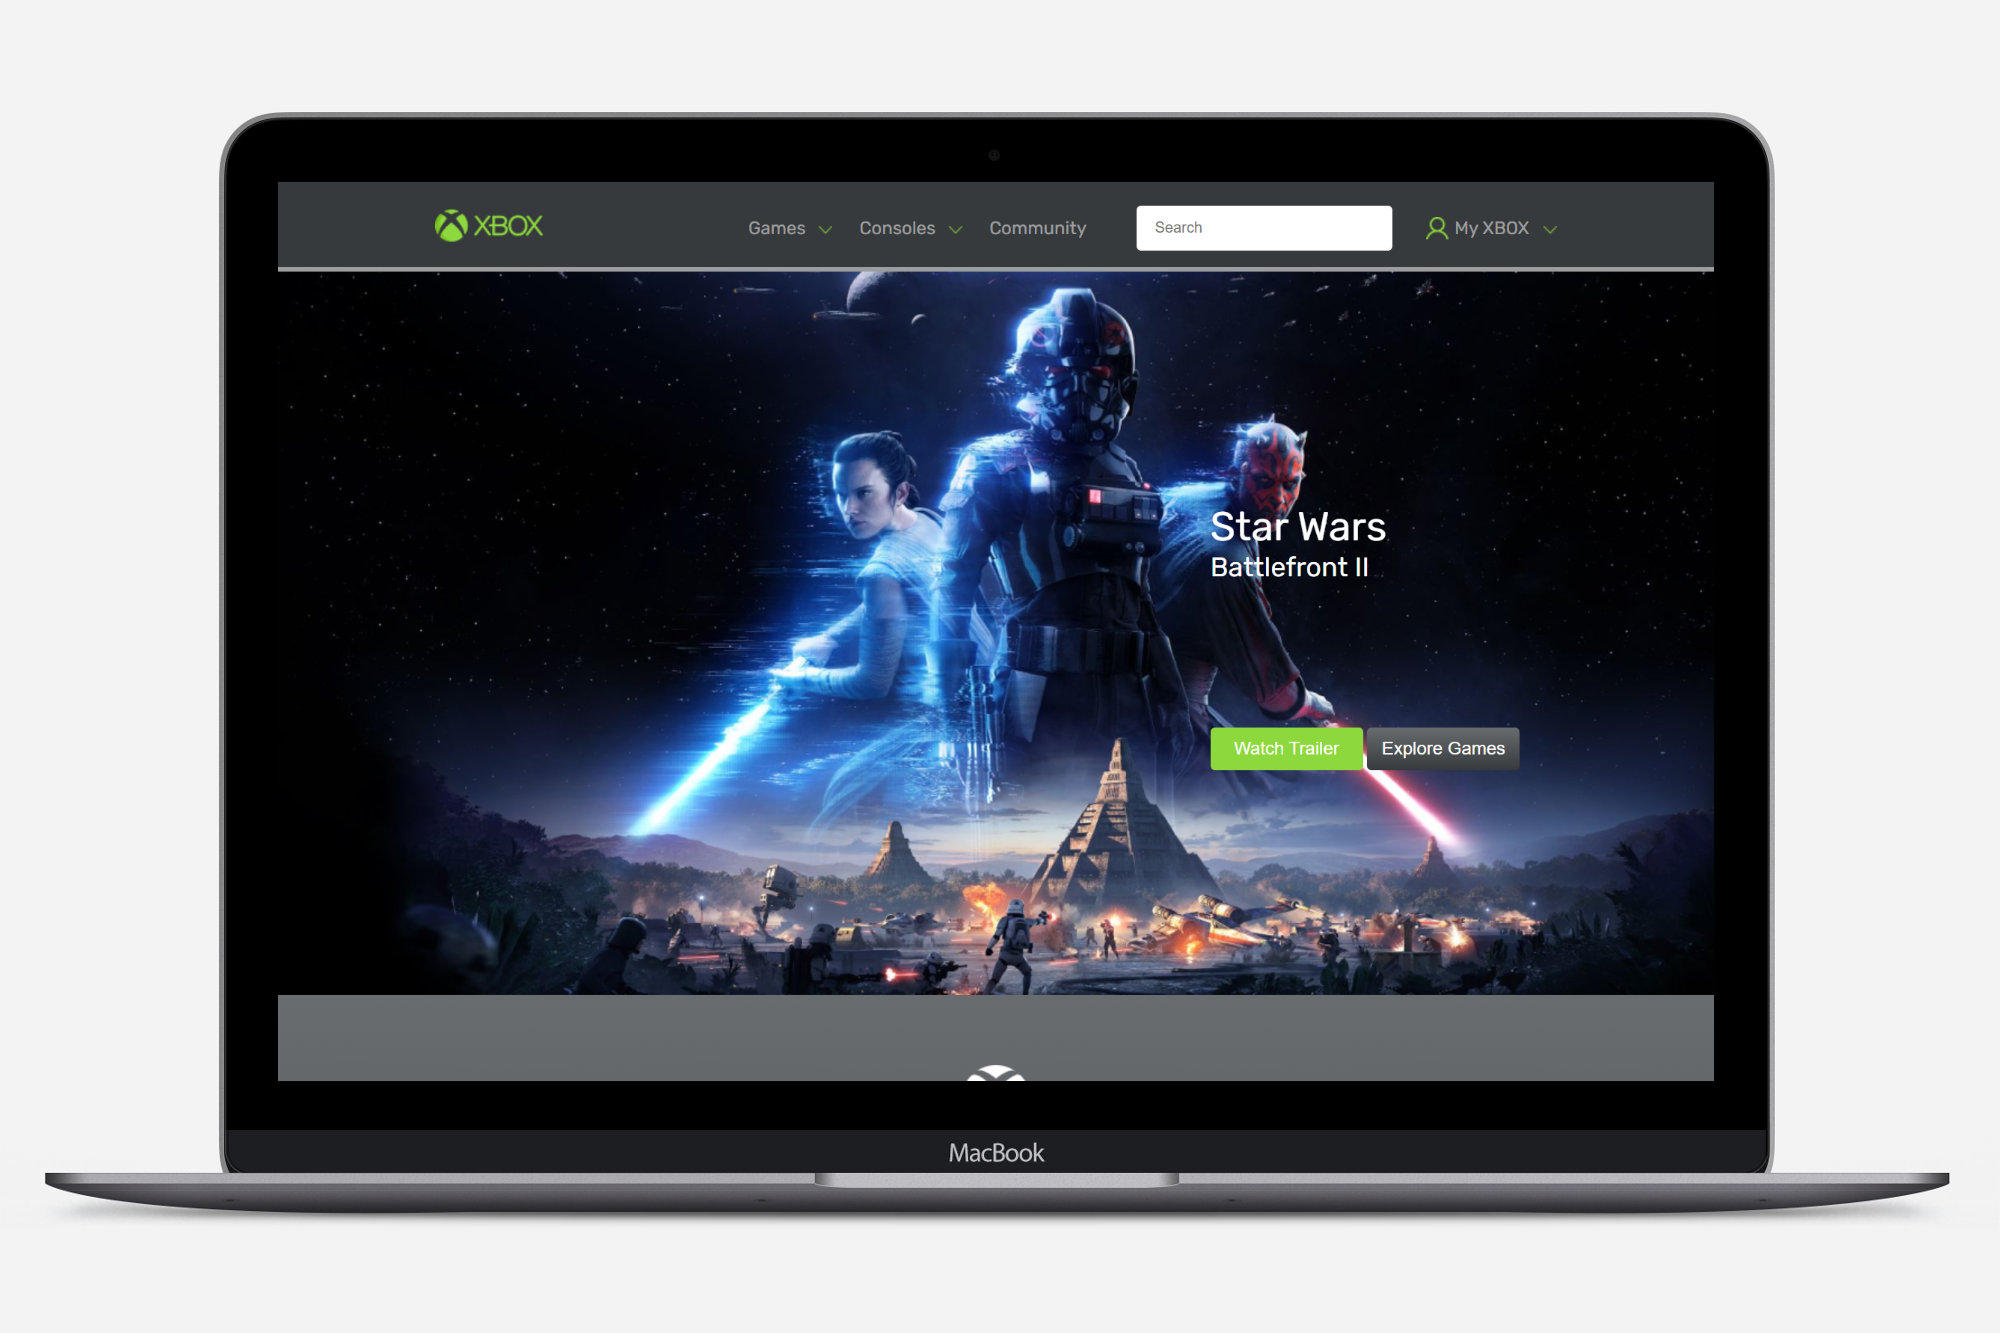 XBOX
Games Consoles Community Search My XBOX
Star Wars
Battlefront II
Watch Trailer Explore Games
MacBook